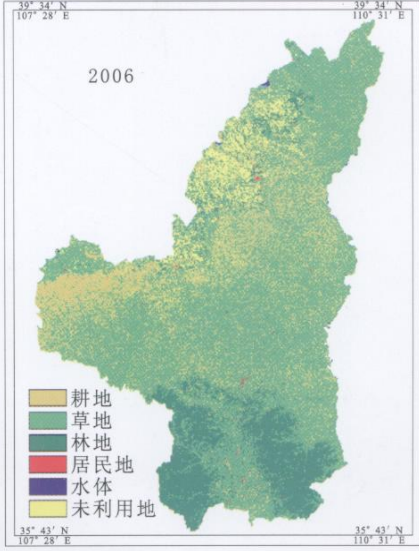 39° 34′ N 39° 34′ N
107° 28′ E 110° 31′ E
2006
耕地
草地
林地
居民地
水体
未利用地
35° 43′ N 35° 43′ N
107° 28′ E 110° 31′ E